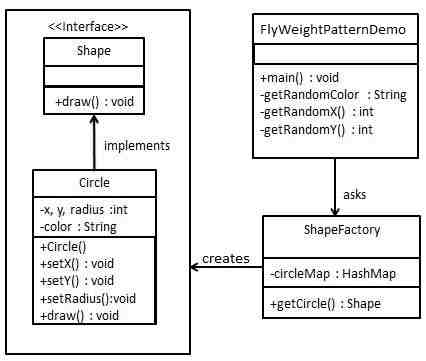 <<Interface>>
Shape
+draw() : void
implements
Circle
-x, y, radius :int
-color : String
+Circle()
+setX() : void
+setY() : void
+setRadius():void
+draw() : void
FlyWeightPatternDemo
+main() : void
-getRandomColor : String
-getRandomX() : int
-getRandomY() : int
asks
ShapeFactory
-circleMap : HashMap
+getCircle() : Shape
creates